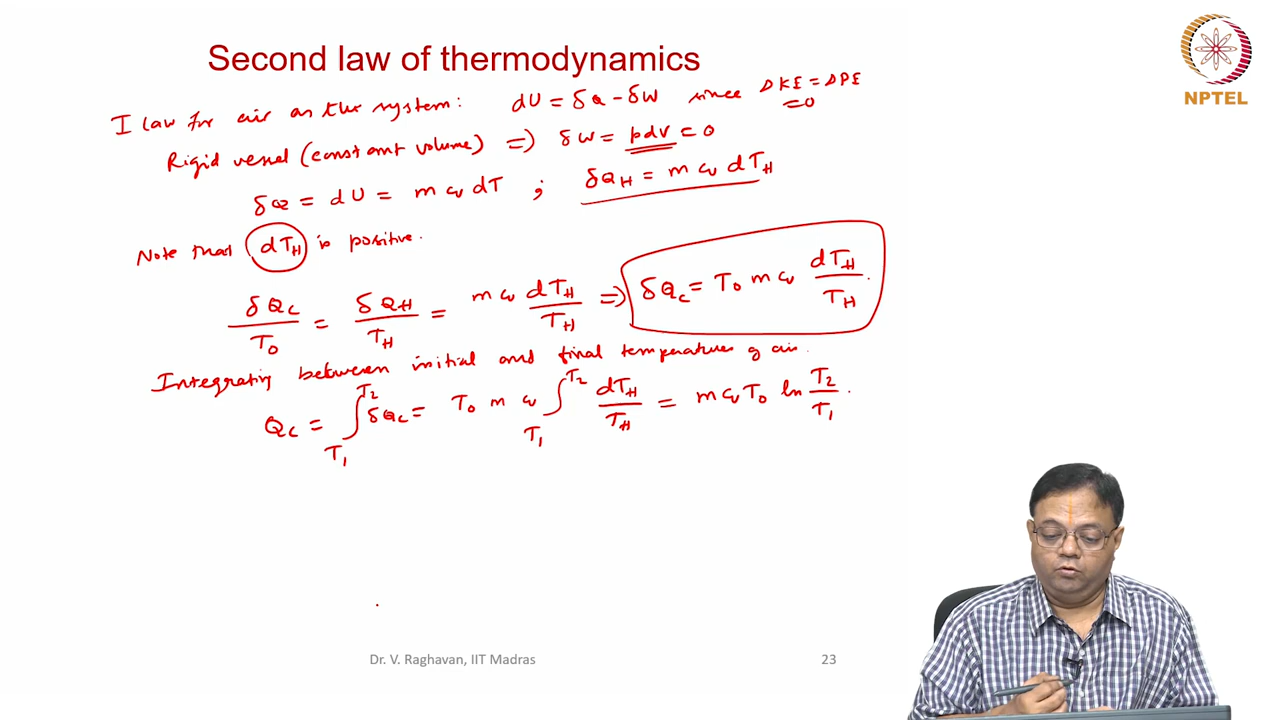 Second law of thermodynamics
NPTEL
I law for air as the system: dU = δQ - δW since ΔKE = ΔPE = 0
Rigid vessel (constant volume) ⇒ δW = pdV = 0
δQ = dU = m cv dT ; δQH = m cv dTH
Note that dTH is positive.
δQC/T0 = δQH/TH = m cv dTH/TH ⇒ δQC = T0 m cv dTH/TH.
Integrating between initial and final temperature of air.
QC = ∫T1T2 δQC = T0 m cv ∫T1T2 dTH/TH = m cv T0 ln T2/T1.
Dr. V. Raghavan, IIT Madras
23